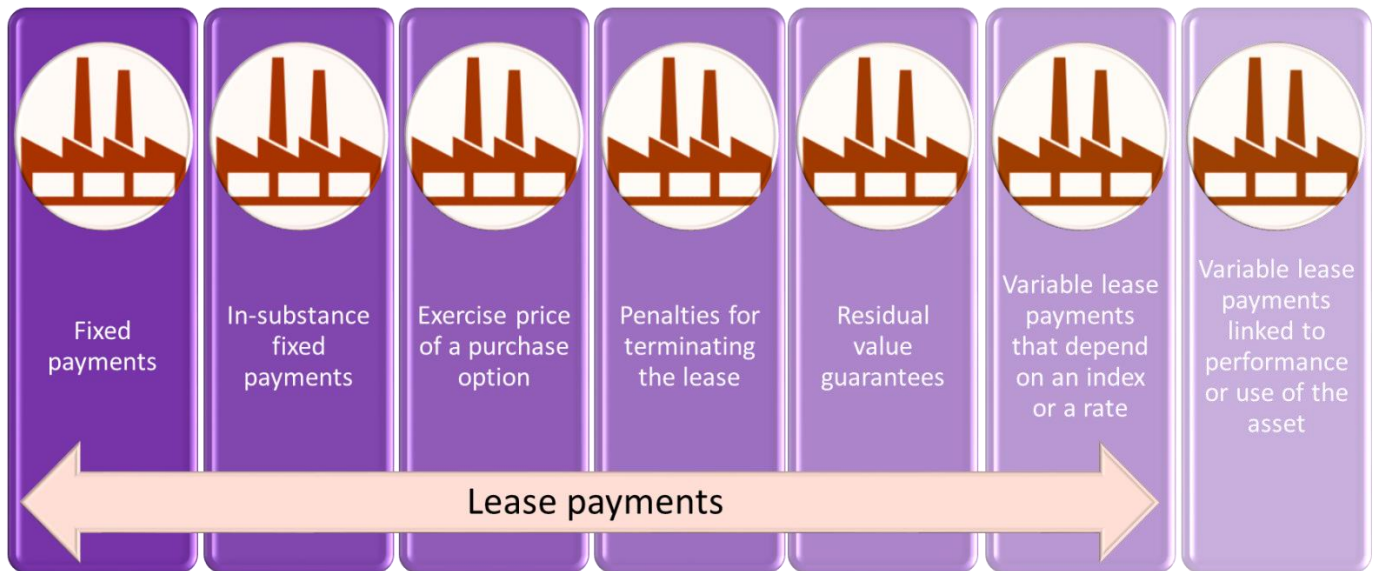 Fixed
payments
In-substance
fixed
payments
Exercise price
of a purchase
option
Penalties for
terminating
the lease
Residual
value
guarantees
Variable lease
payments
that depend
on an index
or a rate
Variable lease
payments
linked to
performance
or use of the
asset
Lease payments